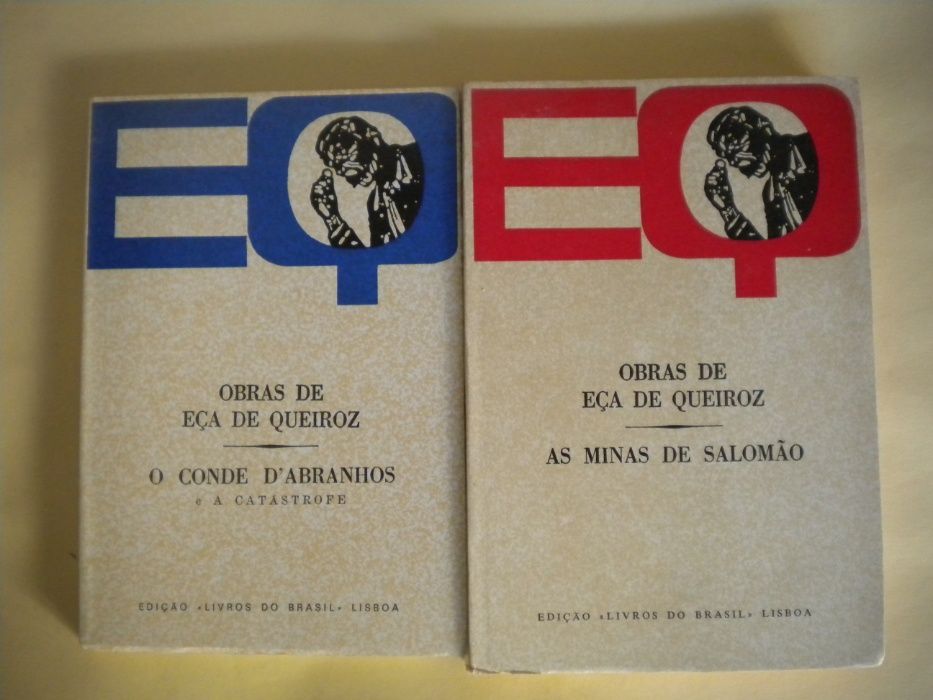 EQ
OBRAS DE
EÇA DE QUEIROZ
O CONDE D'ABRANHOS
e A CATÁSTROFE
EDIÇÃO «LIVROS DO BRASIL» LISBOA
EQ
OBRAS DE
EÇA DE QUEIROZ
AS MINAS DE SALOMÃO
EDIÇÃO «LIVROS DO BRASIL» LISBOA